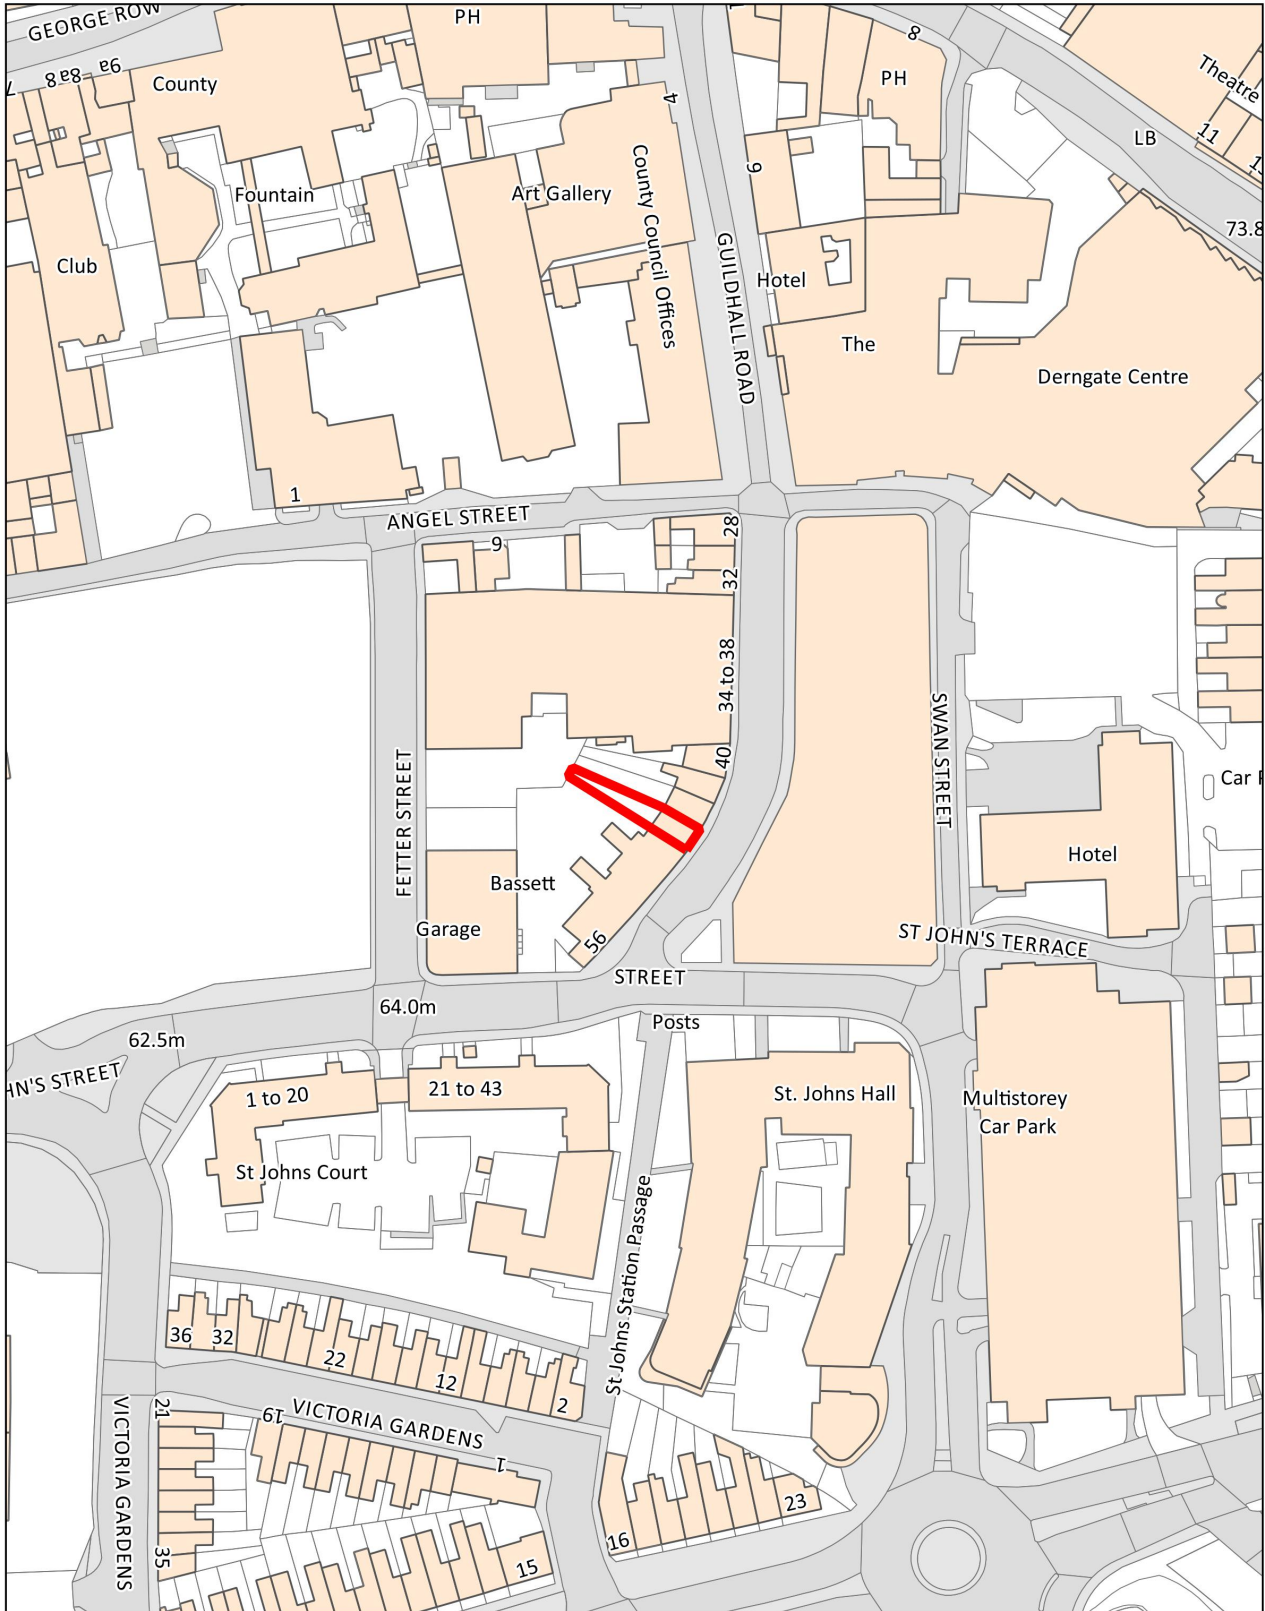 GEORGE ROW
PH
8
Theatre
9a
8a
8
7
County
4
PH
11
LB
Fountain
Art Gallery
County Council Offices
9
73.8
Club
GUILDHALL ROAD
Hotel
The
Derngate Centre
1
ANGEL STREET
9
28
32
34 to 38
40
SWAN STREET
FETTER STREET
Car
Hotel
Bassett
Garage
56
ST JOHN'S TERRACE
STREET
64.0m
Posts
62.5m
HN'S STREET
1 to 20
21 to 43
St. Johns Hall
Multistorey
Car Park
St Johns Court
St Johns Station Passage
36
32
22
12
2
VICTORIA GARDENS
21
19
VICTORIA GARDENS
1
23
16
35
15